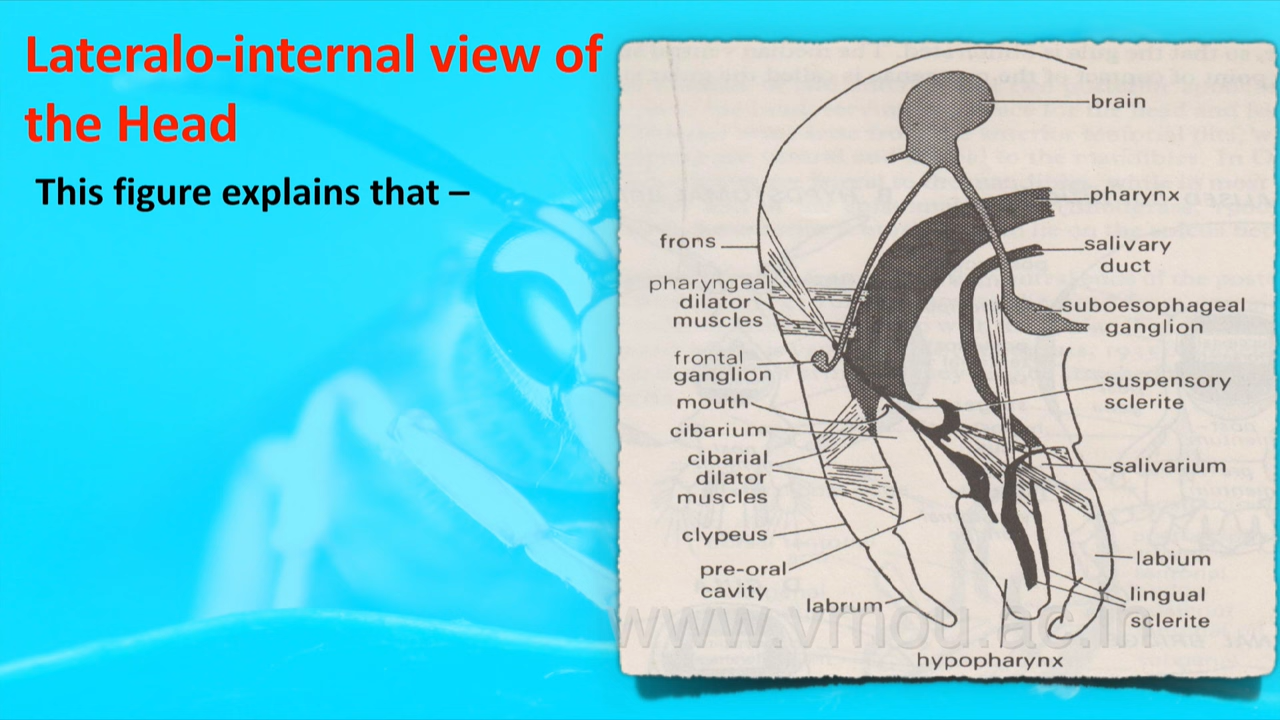 Lateralo-internal view of
the Head
This figure explains that –
brain
pharynx
salivary
duct
suboesophageal
ganglion
suspensory
sclerite
salivarium
labium
lingual
sclerite
frons
pharyngeal
dilator
muscles
frontal
ganglion
mouth
cibarium
cibarial
dilator
muscles
clypeus
pre-oral
cavity
labrum
hypopharynx
www.vmou.ac.in